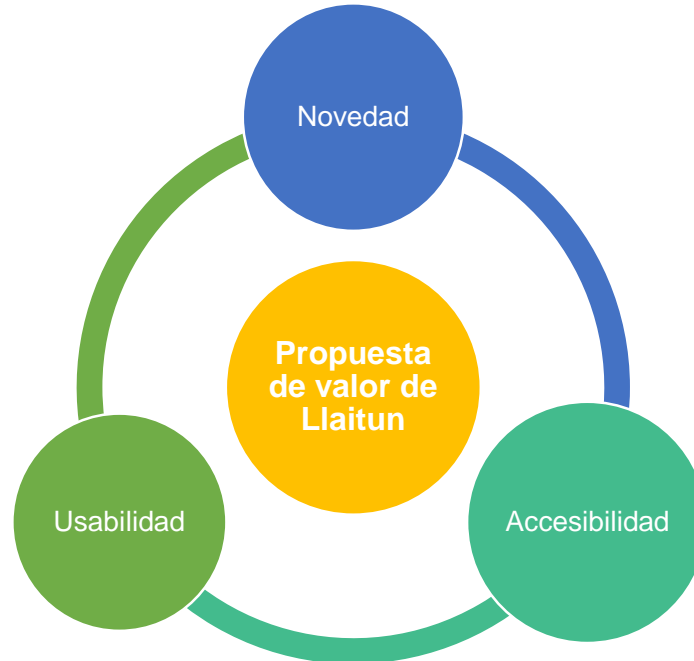 Novedad
Propuesta
de valor de
Llaitun
Usabilidad
Accesibilidad